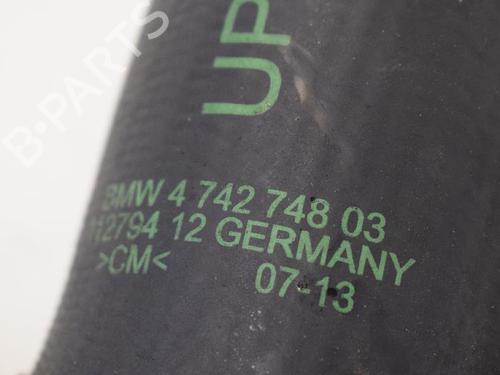 UP
BMW 4 742 748 03
112794 12 GERMANY
>CM<
07-13
B-PARTS